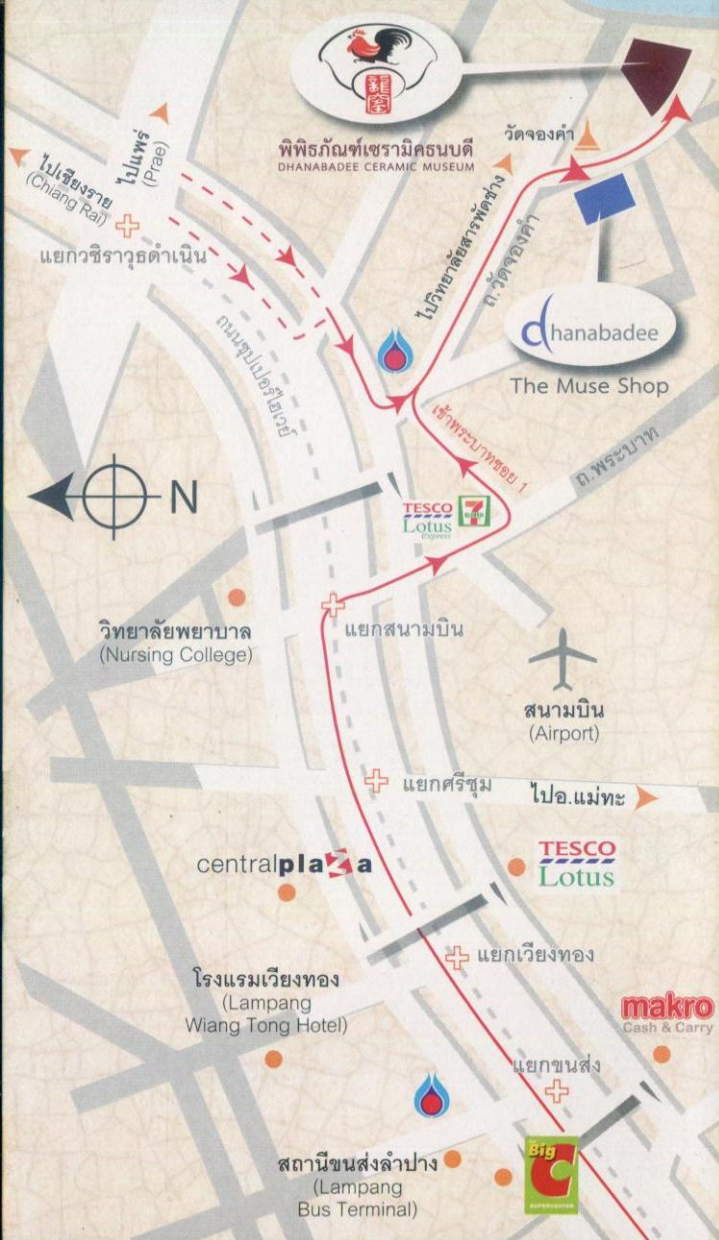 龍窑
พิพิธภัณฑ์เซรามิคธนบดี
DHANABADEE CERAMIC MUSEUM
วัดจองคำ
ไปแพร่
(Prae)
ไปเชียงราย
(Chiang Rai)
แยกวชิราวุธดำเนิน
ไปวิทยาลัยสารพัดช่าง
ถ.วัดจองคำ
dhanabadee
The Muse Shop
ถนนซุปเปอร์ไฮเวย์
เข้าพระบาทซอย 1
ถ.พระบาท
N
TESCO
Lotus
Express
7
ELEVEN
แยกสนามบิน
วิทยาลัยพยาบาล
(Nursing College)
สนามบิน
(Airport)
แยกศรีชุม
ไปอ.แม่ทะ
centralplaza
TESCO
Lotus
แยกเวียงทอง
โรงแรมเวียงทอง
(Lampang
Wiang Tong Hotel)
makro
Cash & Carry
แยกขนส่ง
สถานีขนส่งลำปาง
(Lampang
Bus Terminal)
Big
C
SUPERCENTER